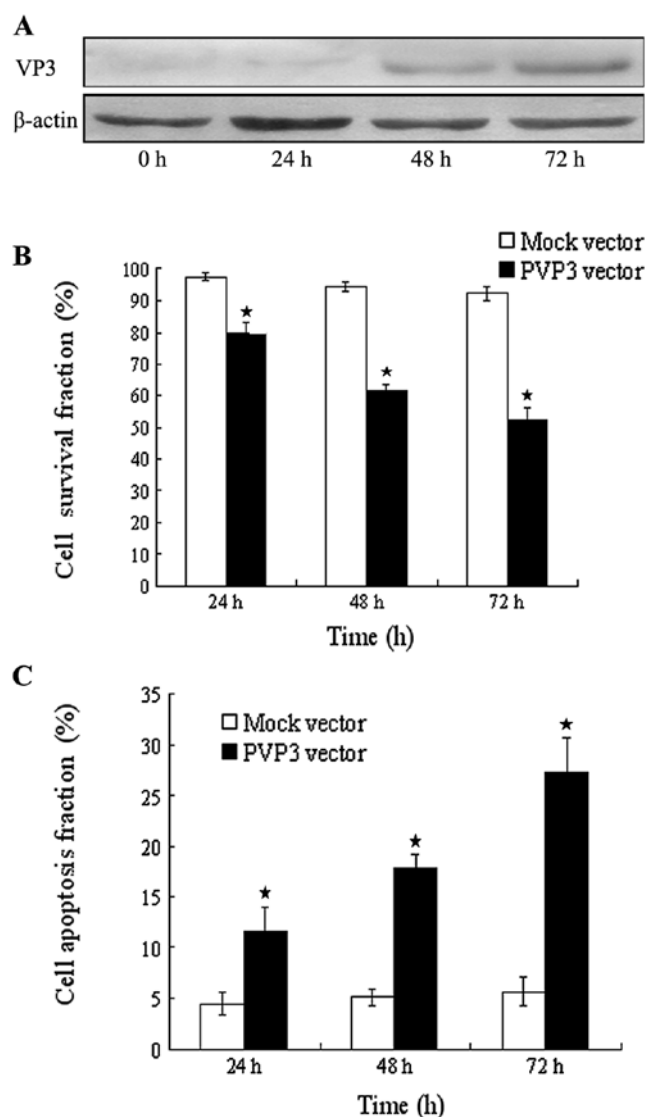 A
VP3
β-actin
0 h 24 h 48 h 72 h
B
Mock vector
PVP3 vector
Cell survival fraction (%)
100
90
80
70
60
50
40
30
20
10
0
24 h 48 h 72 h
Time (h)
C
Mock vector
PVP3 vector
Cell apoptosis fraction (%)
35
30
25
20
15
10
5
0
24 h 48 h 72 h
Time (h)